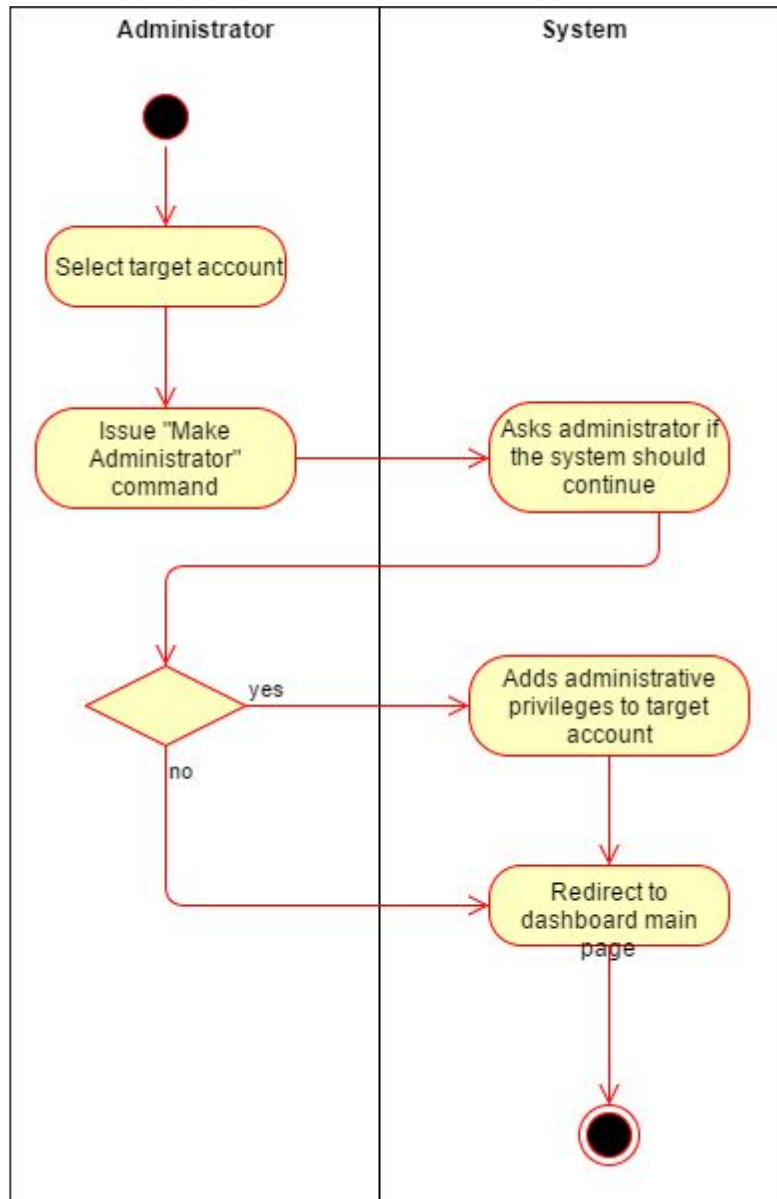 Administrator
System
Select target account
Issue "Make
Administrator"
command
Asks administrator if
the system should
continue
yes
Adds administrative
privileges to target
account
no
Redirect to
dashboard main
page